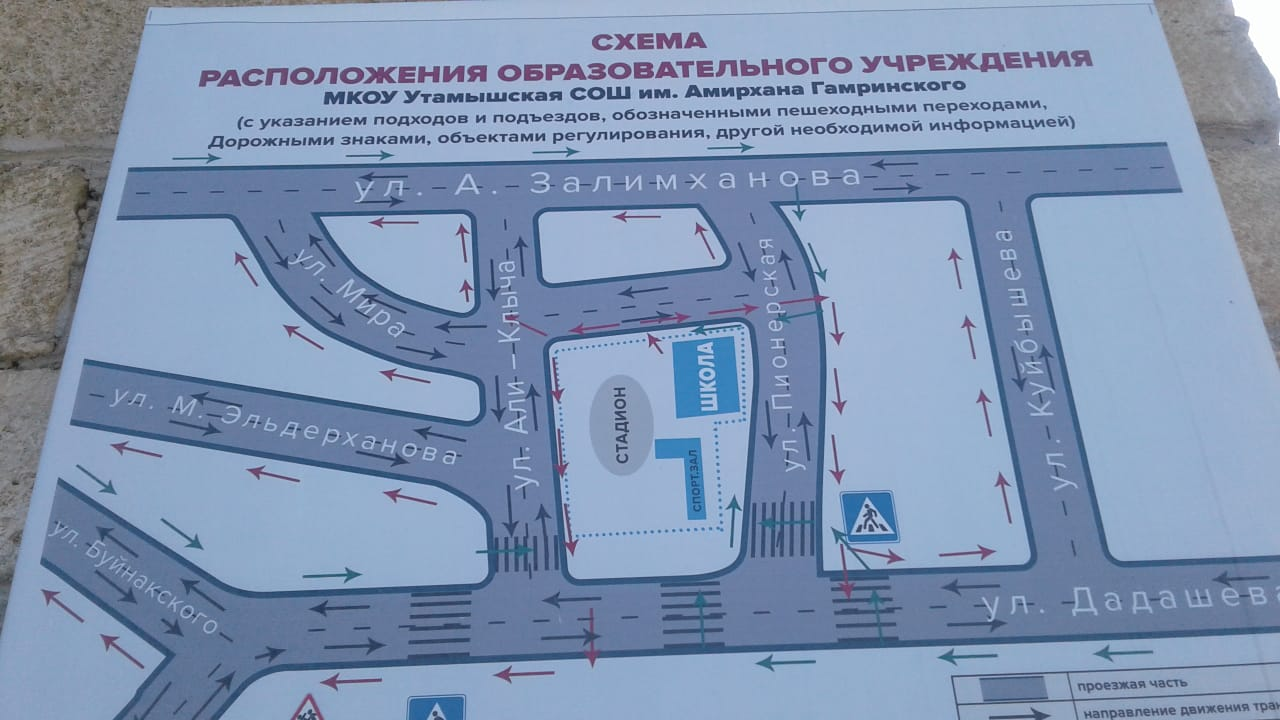 СХЕМА
РАСПОЛОЖЕНИЯ ОБРАЗОВАТЕЛЬНОГО УЧРЕЖДЕНИЯ
МКОУ Утамышская СОШ им. Амирхана Гамринского
(с указанием подходов и подъездов, обозначенными пешеходными переходами,
Дорожными знаками, объектами регулирования, другой необходимой информацией)
ул. А. Залимханова
ул. Мира
ул. Али - Клыча
ул. Пионерская
ул. Куйбышева
ул. М. Эльдерханова
СТАДИОН
ШКОЛА
СПОРТ.ЗАЛ
ул. Буйнакского
ул. Дадашева
проезжая часть
направление движения